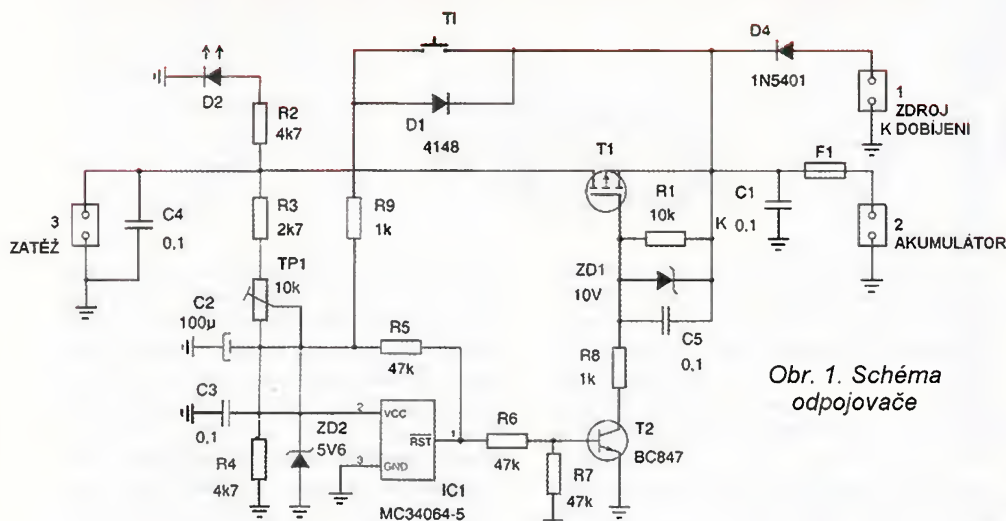 TI
D4
1N5401
1
ZDROJ
K DOBÍJENI
D2
R2
4k7
D1
4148
T1
F1
3
ZATĚŽ
C4
0,1
R3
2k7
R9
1k
R1
10k
K
C1
0,1
2
AKUMULÁTOR
TP1
10k
ZD1
10V
C2
100µ
R5
47k
C5
0,1
R8
1k
Obr. 1. Schéma
odpojovače
C3
0,1
2
VCC
RST
1
R6
47k
T2
BC847
ZD2
5V6
3
GND
R4
4k7
IC1
MC34064-5
R7
47k